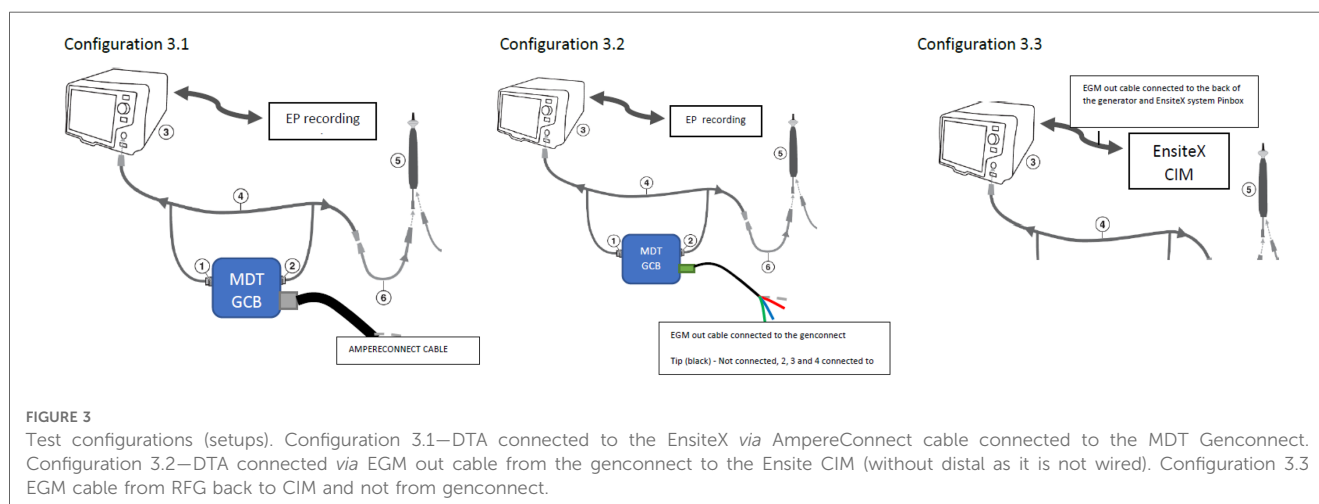 Configuration 3.1
EP recording
3
4
5
1
2
MDT
GCB
6
AMPERECONNECT CABLE
Configuration 3.2
EP recording
3
4
5
1
2
MDT
GCB
6
EGM out cable connected to the genconnect
Tip (black) - Not connected, 2, 3 and 4 connected to
Configuration 3.3
EGM out cable connected to the back of
the generator and EnsiteX system Pinbox
3
EnsiteX
CIM
5
4
FIGURE 3
Test configurations (setups). Configuration 3.1—DTA connected to the EnsiteX via AmpereConnect cable connected to the MDT Genconnect.
Configuration 3.2—DTA connected via EGM out cable from the genconnect to the Ensite CIM (without distal as it is not wired). Configuration 3.3
EGM cable from RFG back to CIM and not from genconnect.